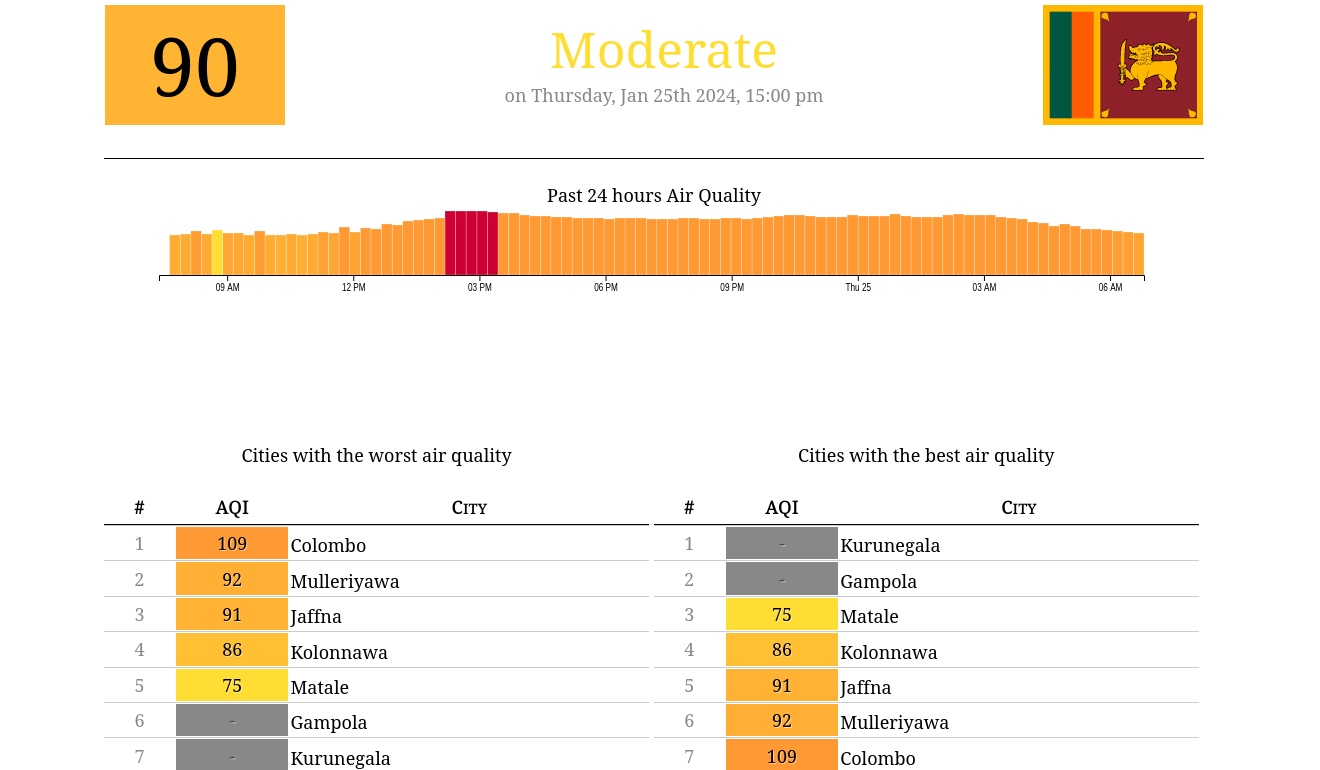 90
Moderate
on Thursday, Jan 25th 2024, 15:00 pm
Past 24 hours Air Quality
09 AM 12 PM 03 PM 06 PM 09 PM Thu 25 03 AM 06 AM
Cities with the worst air quality
# AQI City
1 109 Colombo
2 92 Mulleriyawa
3 91 Jaffna
4 86 Kolonnawa
5 75 Matale
6 - Gampola
7 - Kurunegala
Cities with the best air quality
# AQI City
1 - Kurunegala
2 - Gampola
3 75 Matale
4 86 Kolonnawa
5 91 Jaffna
6 92 Mulleriyawa
7 109 Colombo